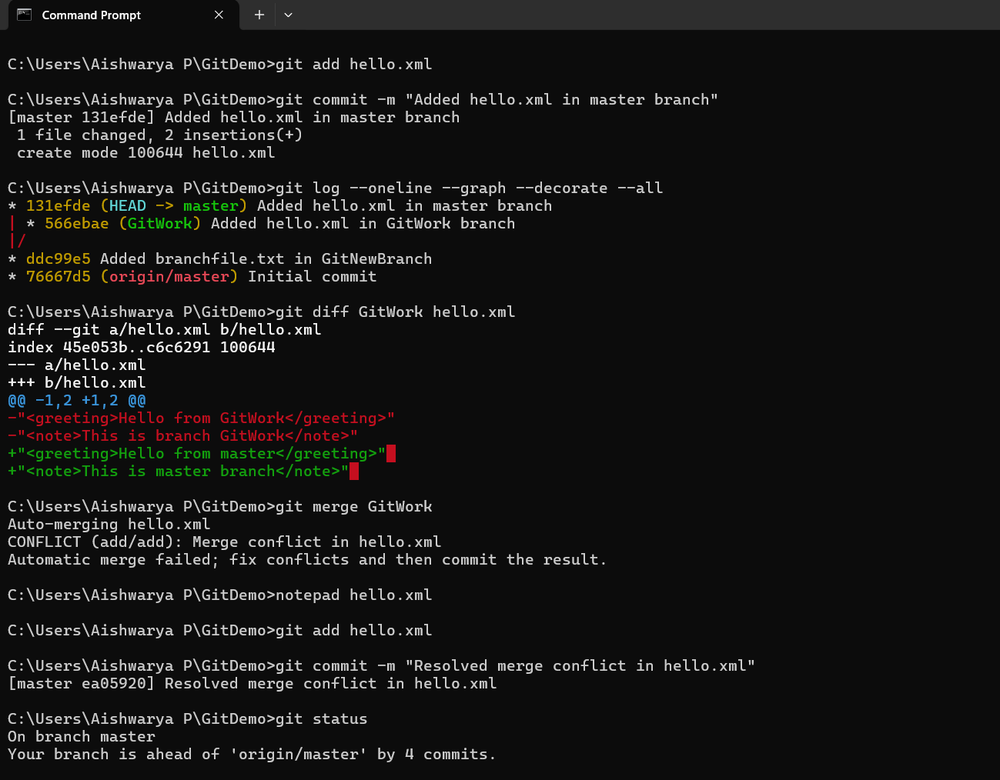 Command Prompt
C:\Users\Aishwarya P\GitDemo>git add hello.xml
C:\Users\Aishwarya P\GitDemo>git commit -m "Added hello.xml in master branch"
[master 131efde] Added hello.xml in master branch
 1 file changed, 2 insertions(+)
 create mode 100644 hello.xml
C:\Users\Aishwarya P\GitDemo>git log --oneline --graph --decorate --all
* 131efde (HEAD -> master) Added hello.xml in master branch
| * 566ebae (GitWork) Added hello.xml in GitWork branch
|/
* ddc99e5 Added branchfile.txt in GitNewBranch
* 76667d5 (origin/master) Initial commit
C:\Users\Aishwarya P\GitDemo>git diff GitWork hello.xml
diff --git a/hello.xml b/hello.xml
index 45e053b..c6c6291 100644
--- a/hello.xml
+++ b/hello.xml
@@ -1,2 +1,2 @@
-"<greeting>Hello from GitWork</greeting>"
-"<note>This is branch GitWork</note>"
+"<greeting>Hello from master</greeting>"
+"<note>This is master branch</note>"
C:\Users\Aishwarya P\GitDemo>git merge GitWork
Auto-merging hello.xml
CONFLICT (add/add): Merge conflict in hello.xml
Automatic merge failed; fix conflicts and then commit the result.
C:\Users\Aishwarya P\GitDemo>notepad hello.xml
C:\Users\Aishwarya P\GitDemo>git add hello.xml
C:\Users\Aishwarya P\GitDemo>git commit -m "Resolved merge conflict in hello.xml"
[master ea05920] Resolved merge conflict in hello.xml
C:\Users\Aishwarya P\GitDemo>git status
On branch master
Your branch is ahead of 'origin/master' by 4 commits.